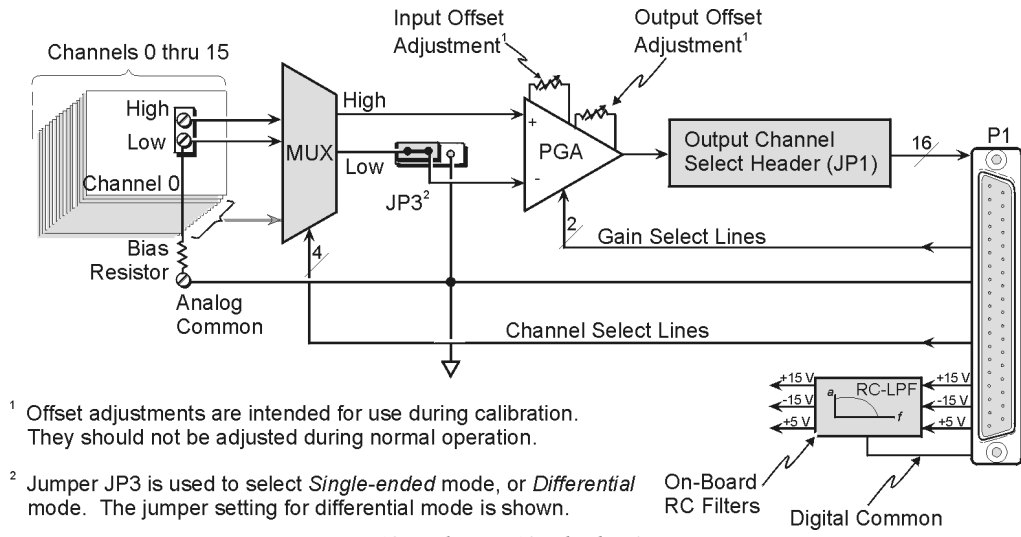 Input Offset
Adjustment¹
Output Offset
Adjustment¹
Channels 0 thru 15
High
Low
Channel 0
MUX
High
Low
JP3²
+
-
PGA
Output Channel
Select Header (JP1)
16
P1
2
Gain Select Lines
4
Bias
Resistor
Analog
Common
Channel Select Lines
+15 V
-15 V
+5 V
RC-LPF
a
f
+15 V
-15 V
+5 V
On-Board
RC Filters
Digital Common
¹ Offset adjustments are intended for use during calibration.
They should not be adjusted during normal operation.
² Jumper JP3 is used to select Single-ended mode, or Differential
mode. The jumper setting for differential mode is shown.